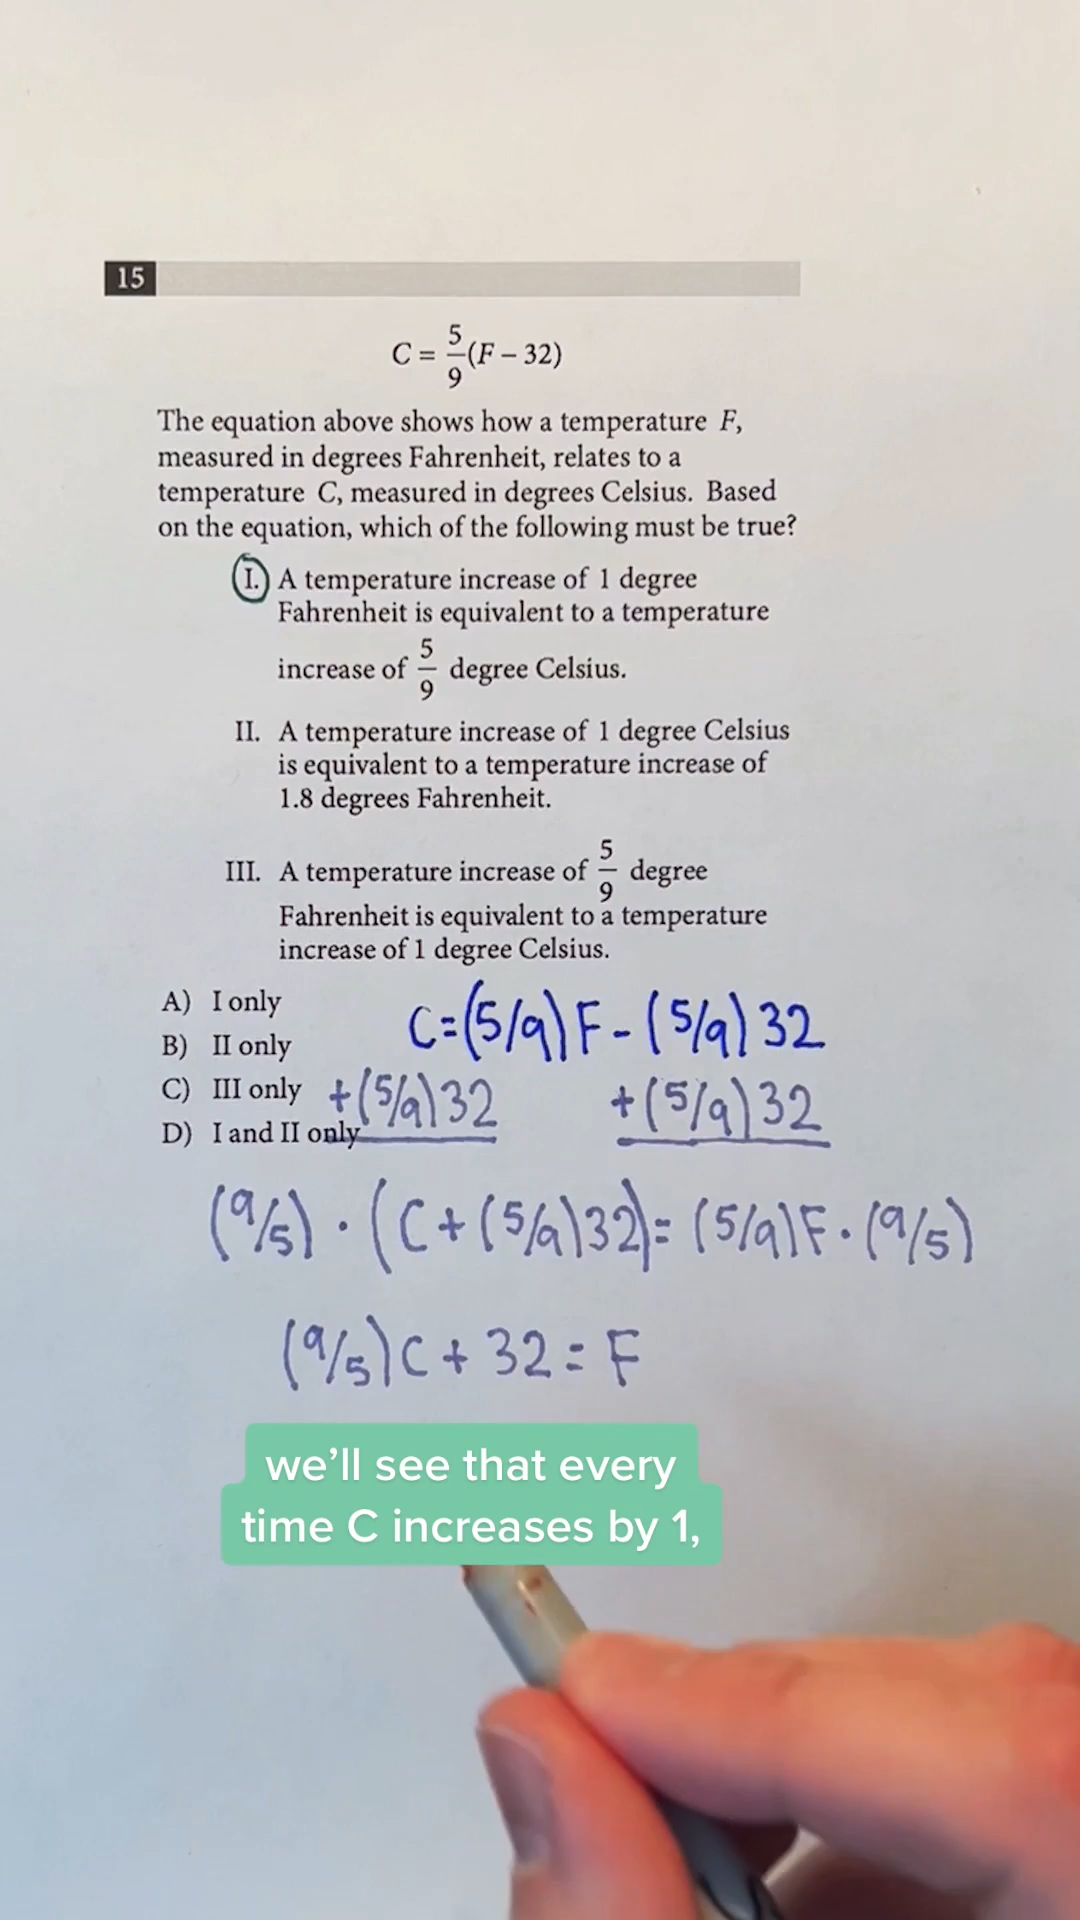 15
C = 5/9 (F – 32)
The equation above shows how a temperature F,
measured in degrees Fahrenheit, relates to a
temperature C, measured in degrees Celsius. Based
on the equation, which of the following must be true?
I. A temperature increase of 1 degree
Fahrenheit is equivalent to a temperature
increase of 5/9 degree Celsius.
II. A temperature increase of 1 degree Celsius
is equivalent to a temperature increase of
1.8 degrees Fahrenheit.
III. A temperature increase of 5/9 degree
Fahrenheit is equivalent to a temperature
increase of 1 degree Celsius.
A) I only
B) II only
C) III only
D) I and II only
C=(5/9)F-(5/9)32
+(5/9)32 +(5/9)32
(9/5)·(C+(5/9)32)=(5/9)F·(9/5)
(9/5)C+32=F
we’ll see that every
time C increases by 1,